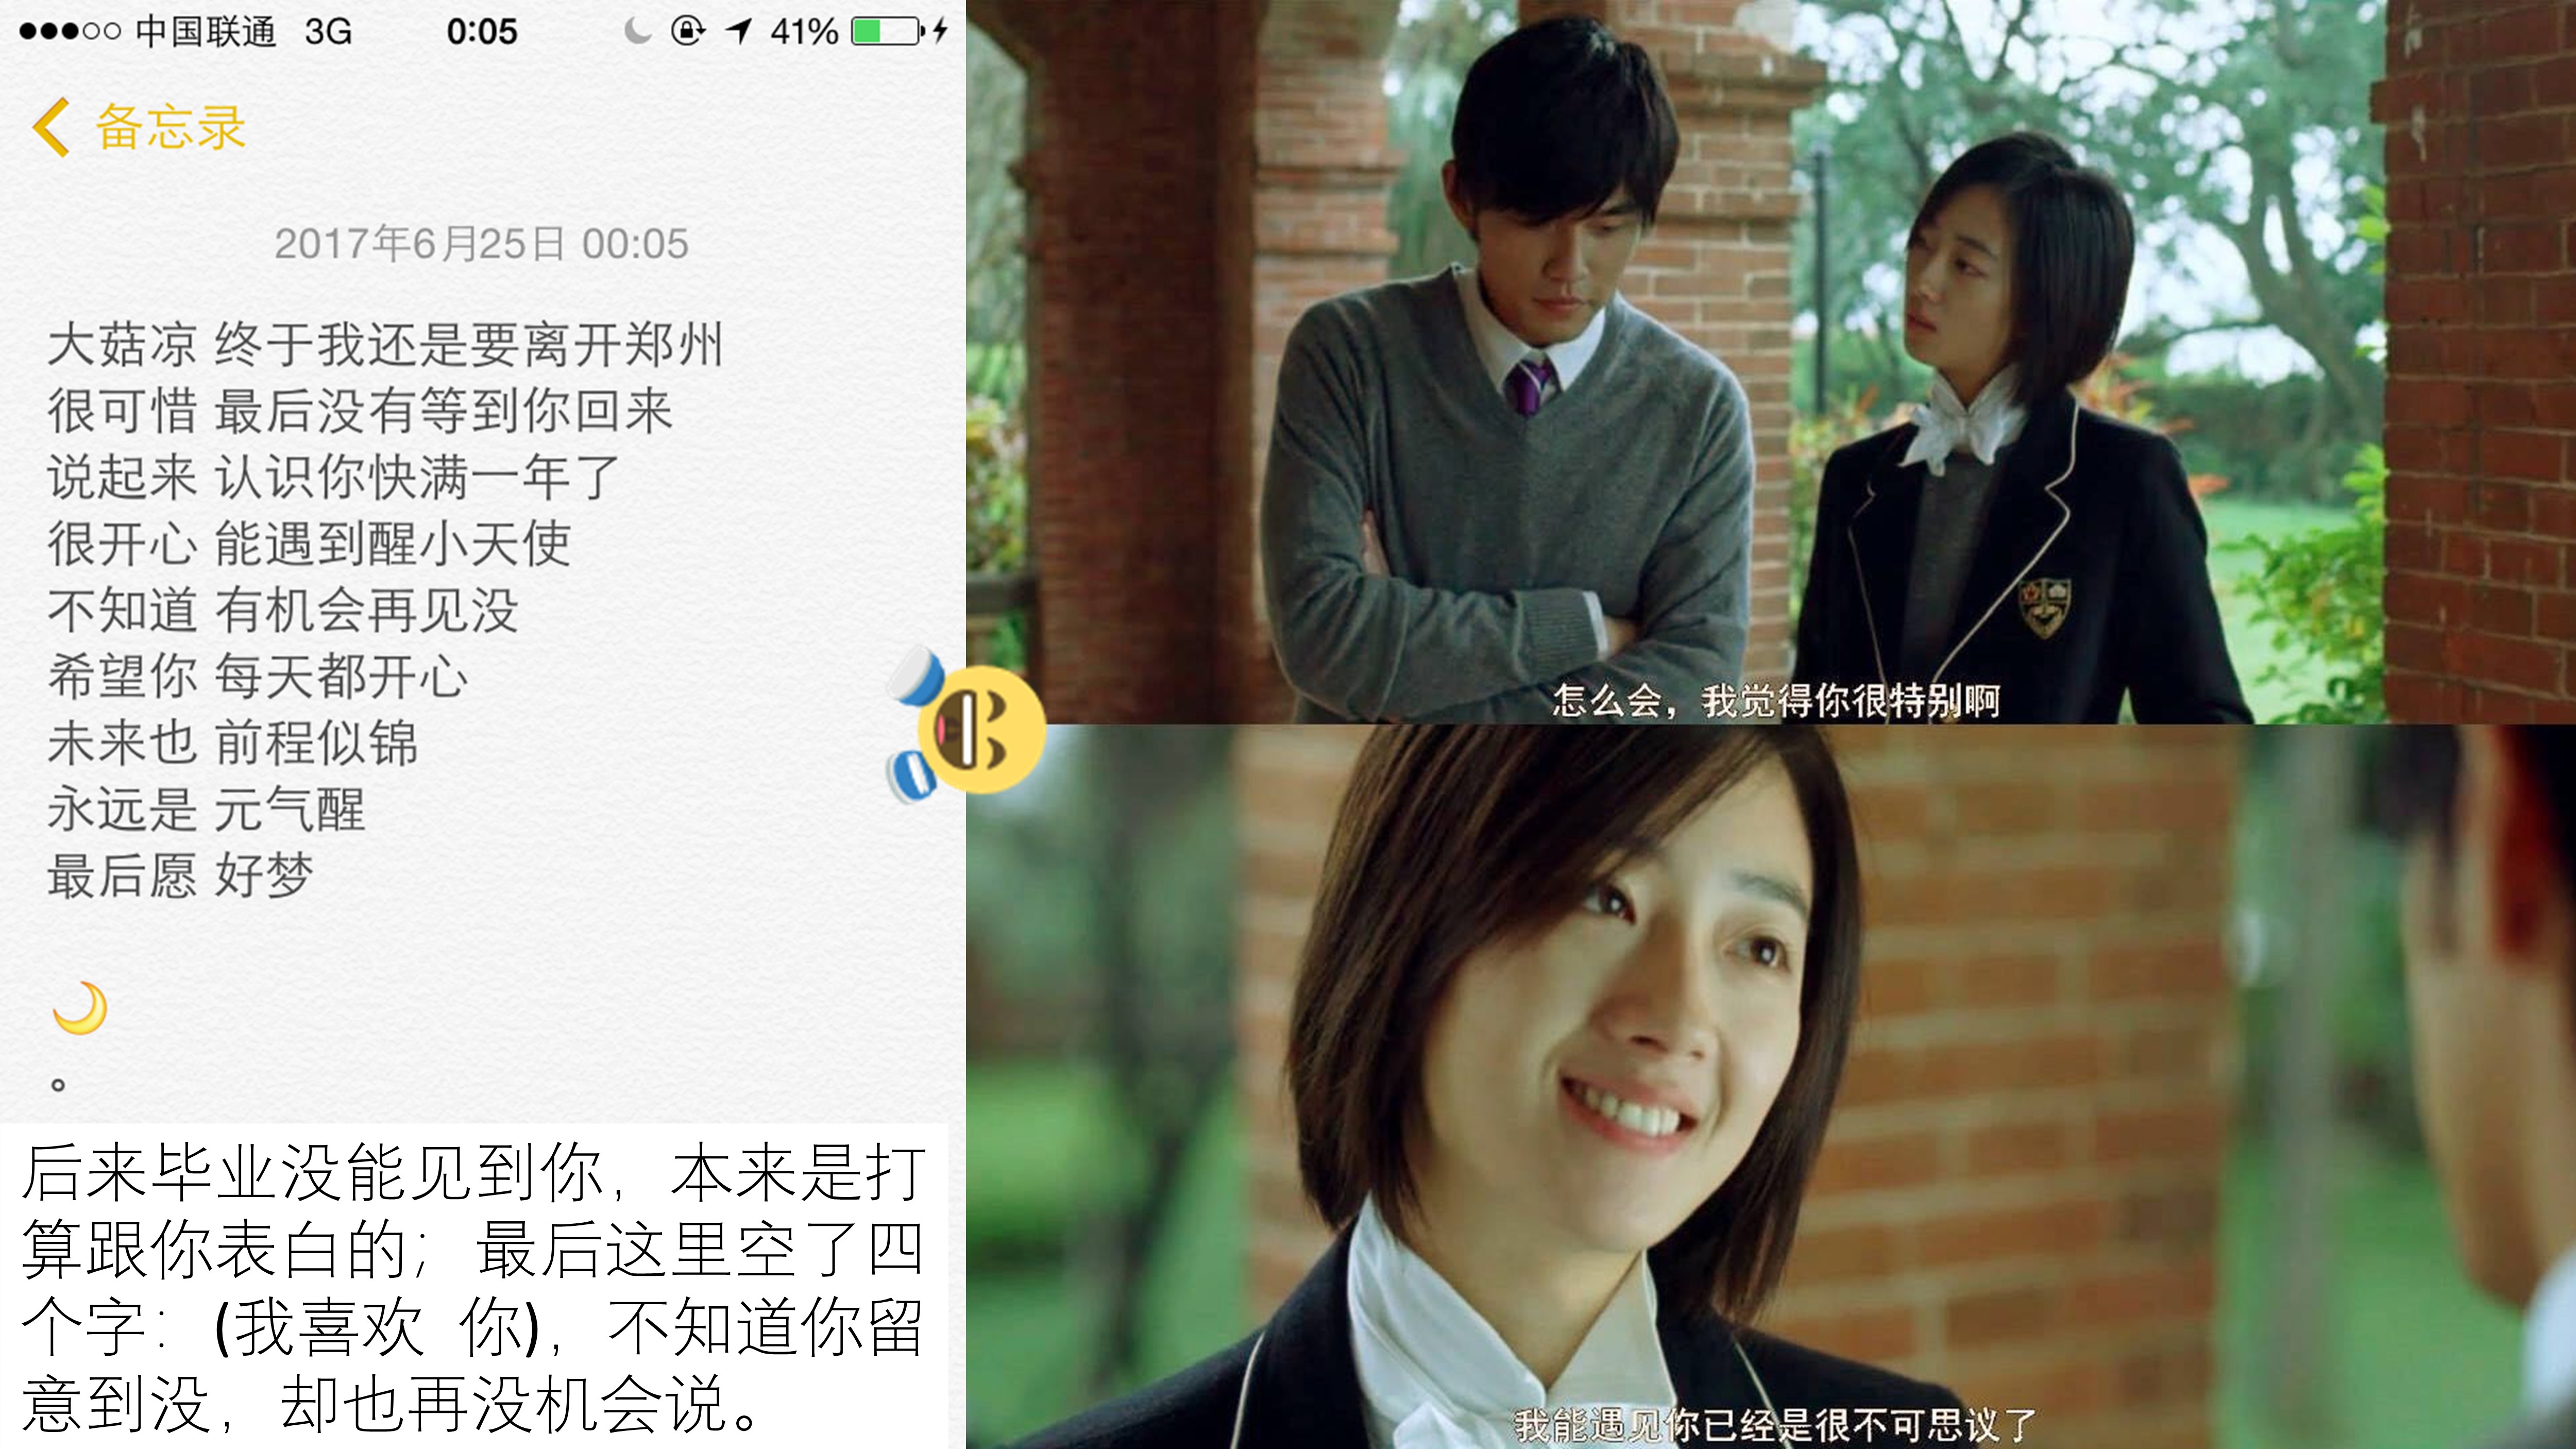 中国联通 3G 0:05 41%
备忘录
2017年6月25日 00:05
大菇凉 终于我还是要离开郑州
很可惜 最后没有等到你回来
说起来 认识你快满一年了
很开心 能遇到醒小天使
不知道 有机会再见没
希望你 每天都开心
未来也 前程似锦
永远是 元气醒
最后愿 好梦
。
后来毕业没能见到你，本来是打
算跟你表白的；最后这里空了四
个字：(我喜欢 你)，不知道你留
意到没，却也再没机会说。
怎么会，我觉得你很特别啊
我能遇见你已经是很不可思议了